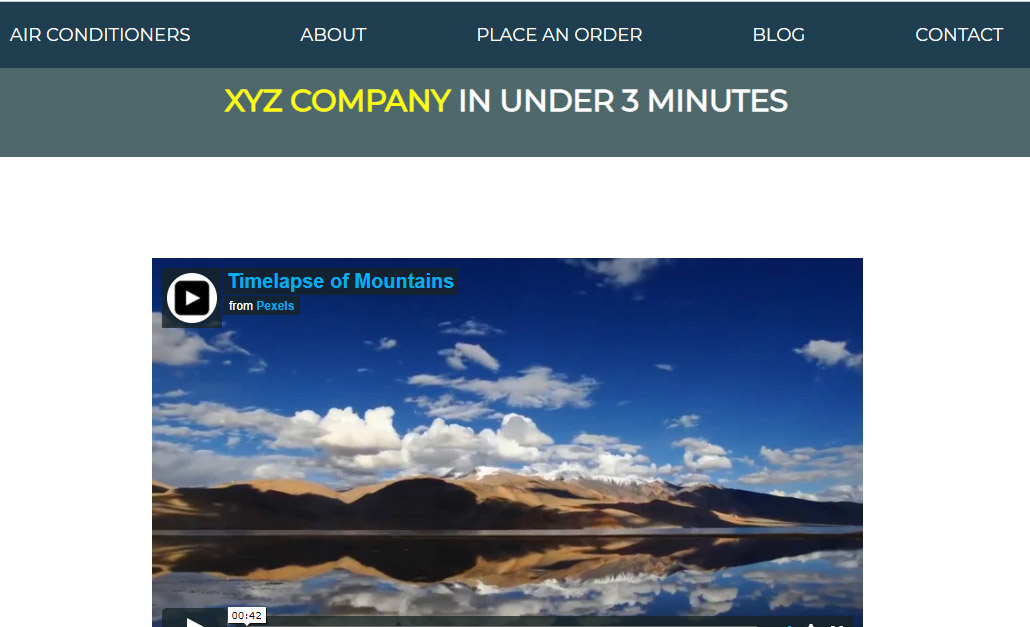 AIR CONDITIONERS ABOUT PLACE AN ORDER BLOG CONTACT
XYZ COMPANY IN UNDER 3 MINUTES
Timelapse of Mountains
from Pexels
00:42